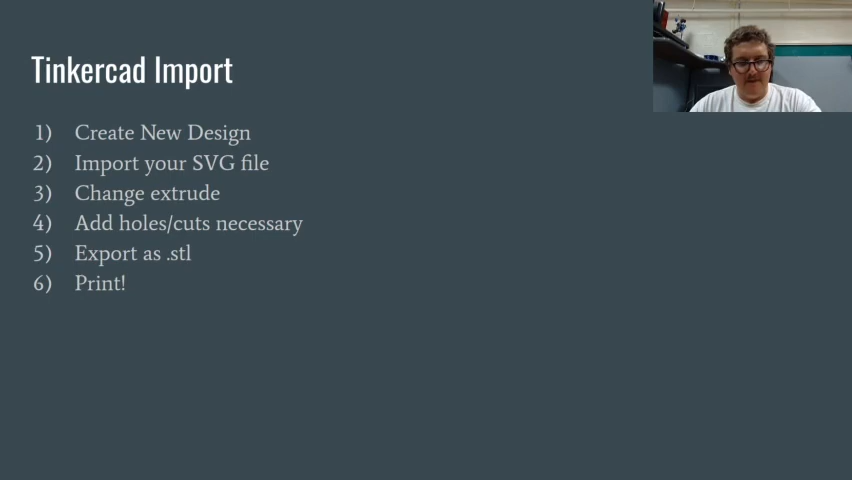 Tinkercad Import
1) Create New Design
2) Import your SVG file
3) Change extrude
4) Add holes/cuts necessary
5) Export as .stl
6) Print!